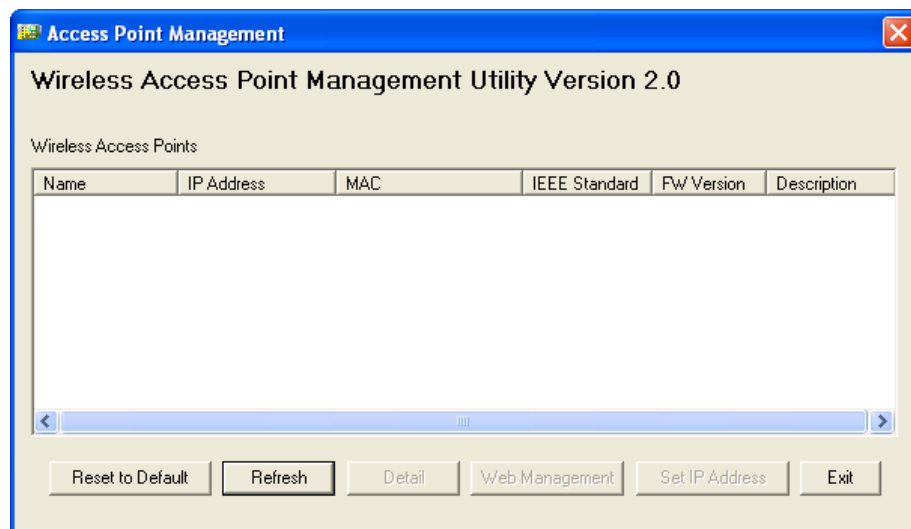 Access Point Management
Wireless Access Point Management Utility Version 2.0
Wireless Access Points
Name IP Address MAC IEEE Standard FW Version Description
Reset to Default Refresh Detail Web Management Set IP Address Exit